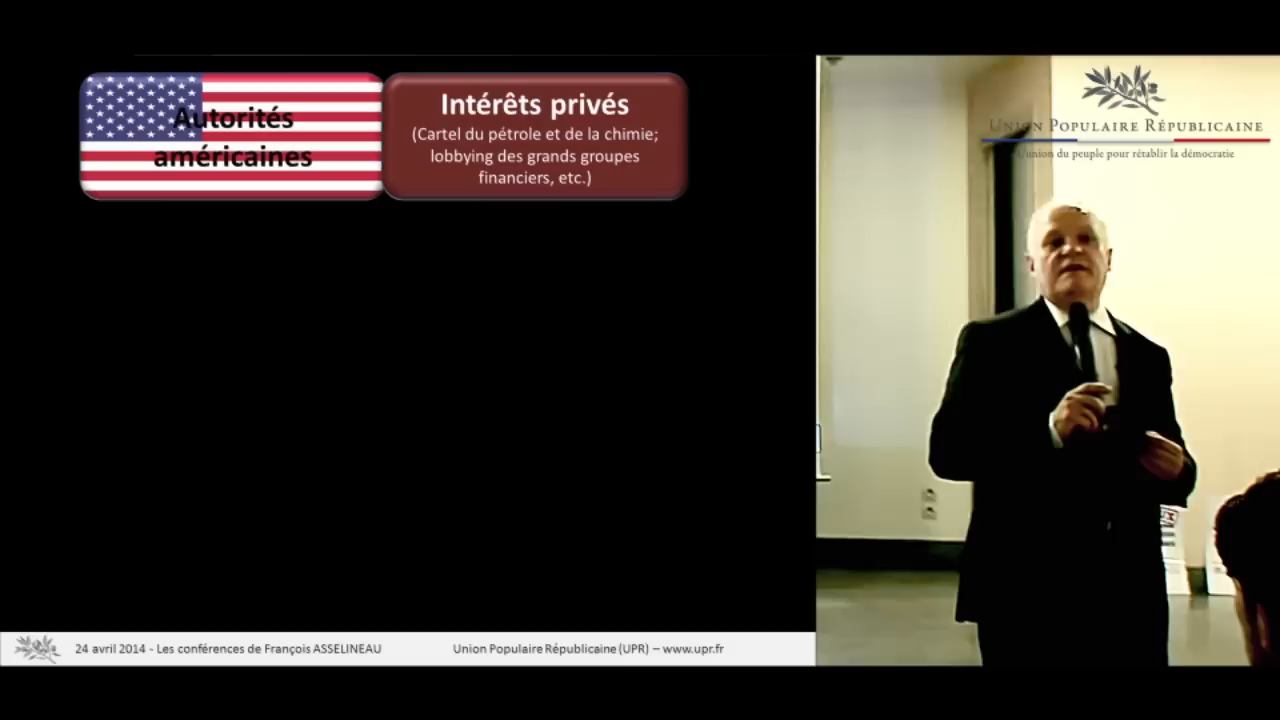 Autorités
américaines
Intérêts privés
(Cartel du pétrole et de la chimie;
lobbying des grands groupes
financiers, etc.)
UNION POPULAIRE RÉPUBLICAINE
L'union du peuple pour rétablir la démocratie
24 avril 2014 - Les conférences de François ASSELINEAU
Union Populaire Républicaine (UPR) – www.upr.fr